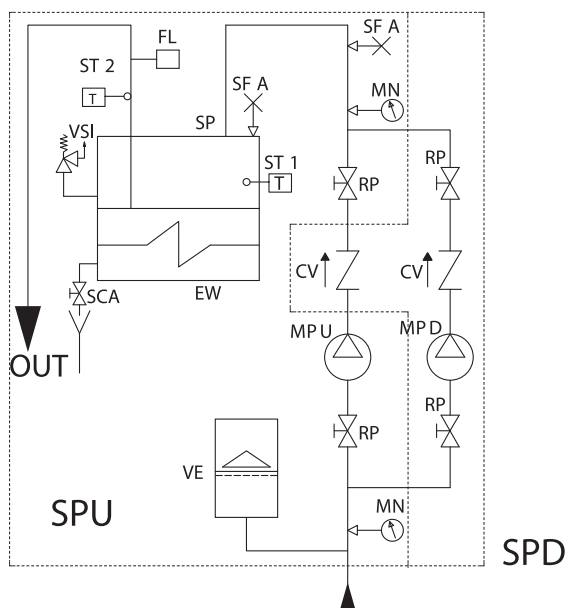 SF A
FL
ST 2
T
SF A
MN
VSI
SP
ST 1
T
RP
RP
SCA
EW
CV
CV
OUT
MP U
MP D
RP
RP
VE
SPU
MN
SPD